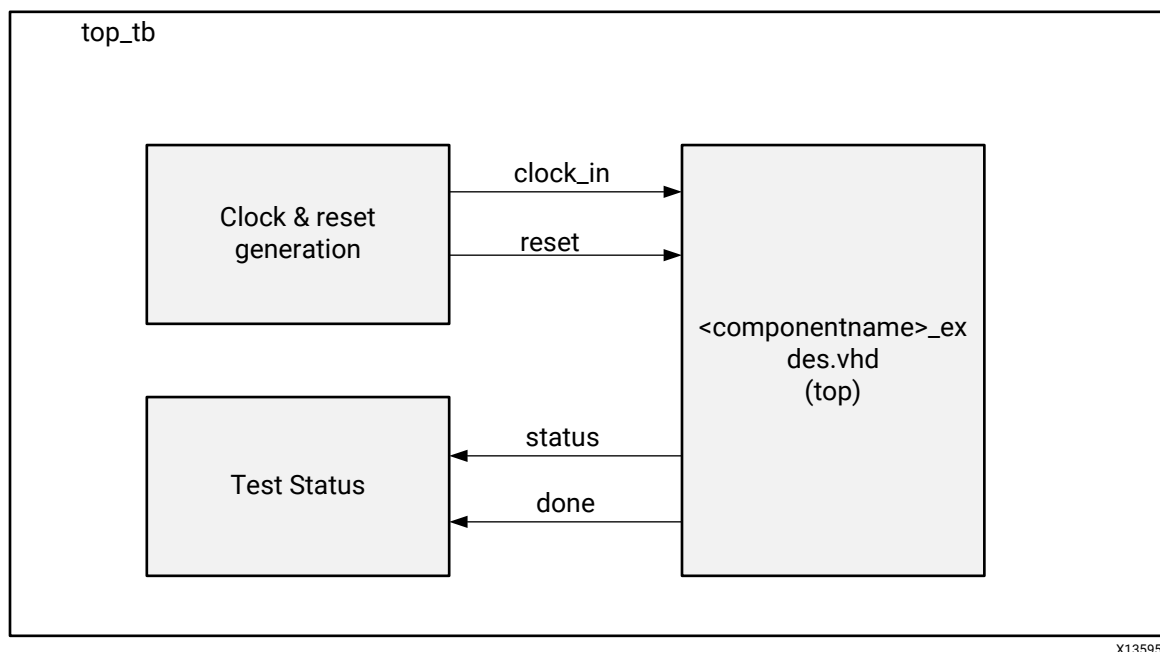 top_tb
Clock & reset
generation
clock_in
reset
<componentname>_ex
des.vhd
(top)
Test Status
status
done
X13595